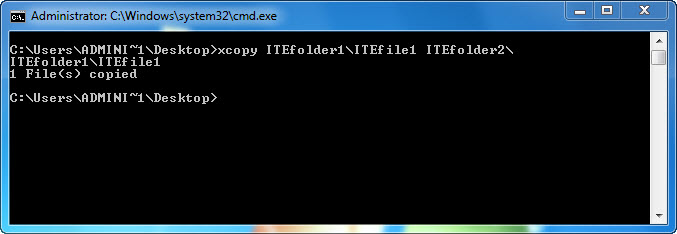 Administrator: C:\Windows\system32\cmd.exe
C:\Users\ADMINI~1\Desktop>xcopy ITEfolder1\ITEfile1 ITEfolder2\
ITEfolder1\ITEfile1
1 File(s) copied
C:\Users\ADMINI~1\Desktop>